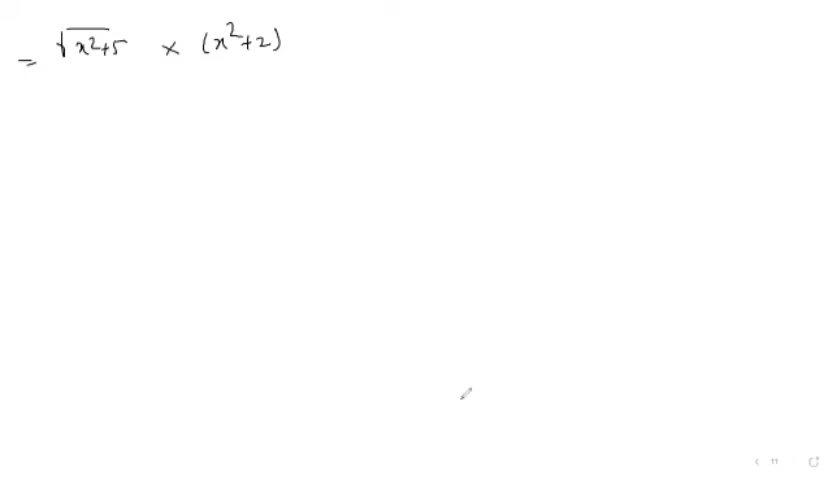 = √x²+5 × (x²+2)